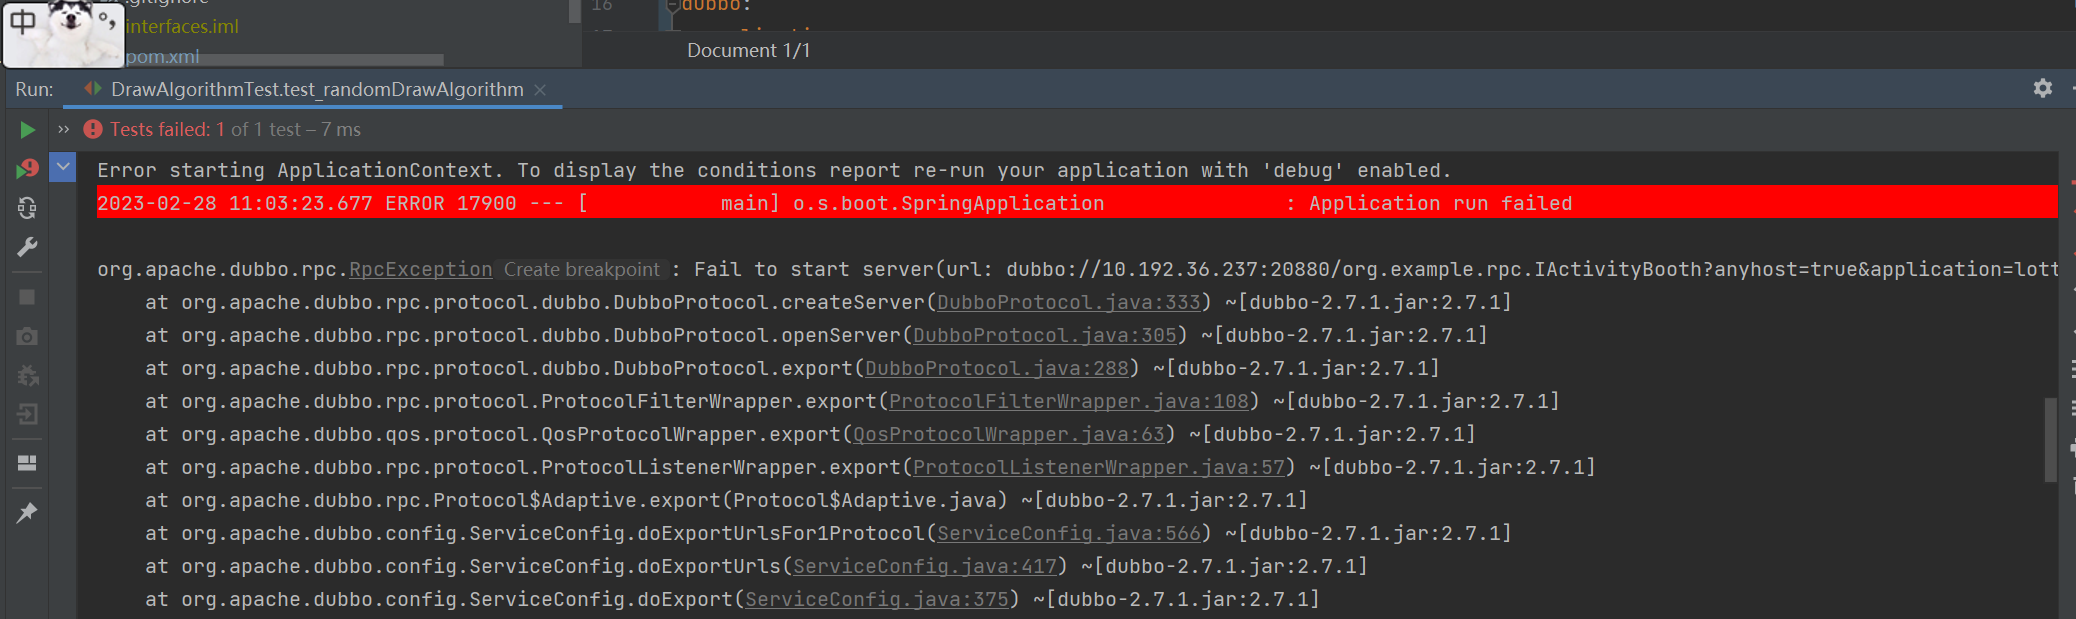 .gitignore
16 dubbo:
中 °,
interfaces.iml
pom.xml
Document 1/1
Run: DrawAlgorithmTest.test_randomDrawAlgorithm ×
» Tests failed: 1 of 1 test – 7 ms
Error starting ApplicationContext. To display the conditions report re-run your application with 'debug' enabled.
2023-02-28 11:03:23.677 ERROR 17900 --- [           main] o.s.boot.SpringApplication               : Application run failed
org.apache.dubbo.rpc.RpcException Create breakpoint : Fail to start server(url: dubbo://10.192.36.237:20880/org.example.rpc.IActivityBooth?anyhost=true&application=lott
at org.apache.dubbo.rpc.protocol.dubbo.DubboProtocol.createServer(DubboProtocol.java:333) ~[dubbo-2.7.1.jar:2.7.1]
at org.apache.dubbo.rpc.protocol.dubbo.DubboProtocol.openServer(DubboProtocol.java:305) ~[dubbo-2.7.1.jar:2.7.1]
at org.apache.dubbo.rpc.protocol.dubbo.DubboProtocol.export(DubboProtocol.java:288) ~[dubbo-2.7.1.jar:2.7.1]
at org.apache.dubbo.rpc.protocol.ProtocolFilterWrapper.export(ProtocolFilterWrapper.java:108) ~[dubbo-2.7.1.jar:2.7.1]
at org.apache.dubbo.qos.protocol.QosProtocolWrapper.export(QosProtocolWrapper.java:63) ~[dubbo-2.7.1.jar:2.7.1]
at org.apache.dubbo.rpc.protocol.ProtocolListenerWrapper.export(ProtocolListenerWrapper.java:57) ~[dubbo-2.7.1.jar:2.7.1]
at org.apache.dubbo.rpc.Protocol$Adaptive.export(Protocol$Adaptive.java) ~[dubbo-2.7.1.jar:2.7.1]
at org.apache.dubbo.config.ServiceConfig.doExportUrlsFor1Protocol(ServiceConfig.java:566) ~[dubbo-2.7.1.jar:2.7.1]
at org.apache.dubbo.config.ServiceConfig.doExportUrls(ServiceConfig.java:417) ~[dubbo-2.7.1.jar:2.7.1]
at org.apache.dubbo.config.ServiceConfig.doExport(ServiceConfig.java:375) ~[dubbo-2.7.1.jar:2.7.1]